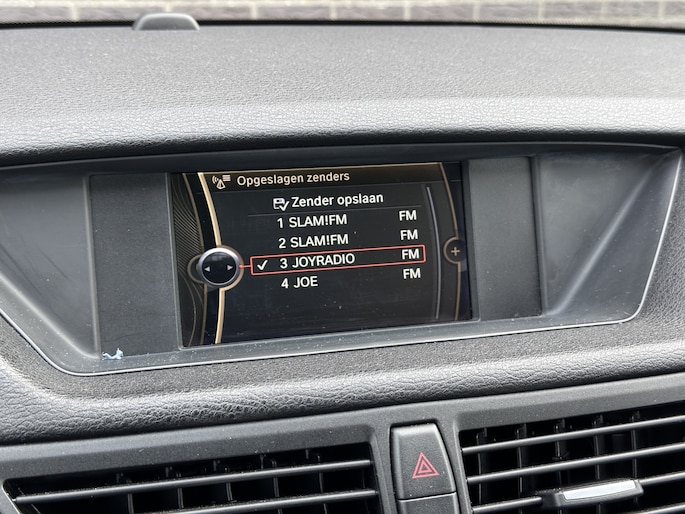 Opgeslagen zenders
Zender opslaan
1 SLAM!FM FM
2 SLAM!FM FM
3 JOYRADIO FM
4 JOE FM